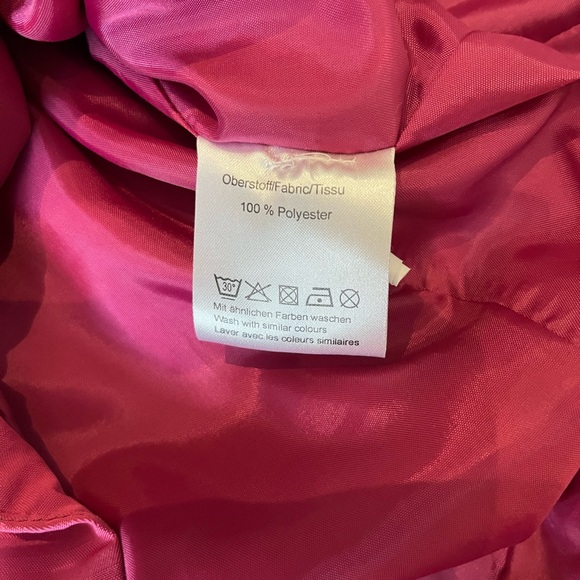 Oberstoff/Fabric/Tissu
100 % Polyester
30°
Mit ähnlichen Farben waschen
Wash with similar colours
Laver avec les couleurs similaires